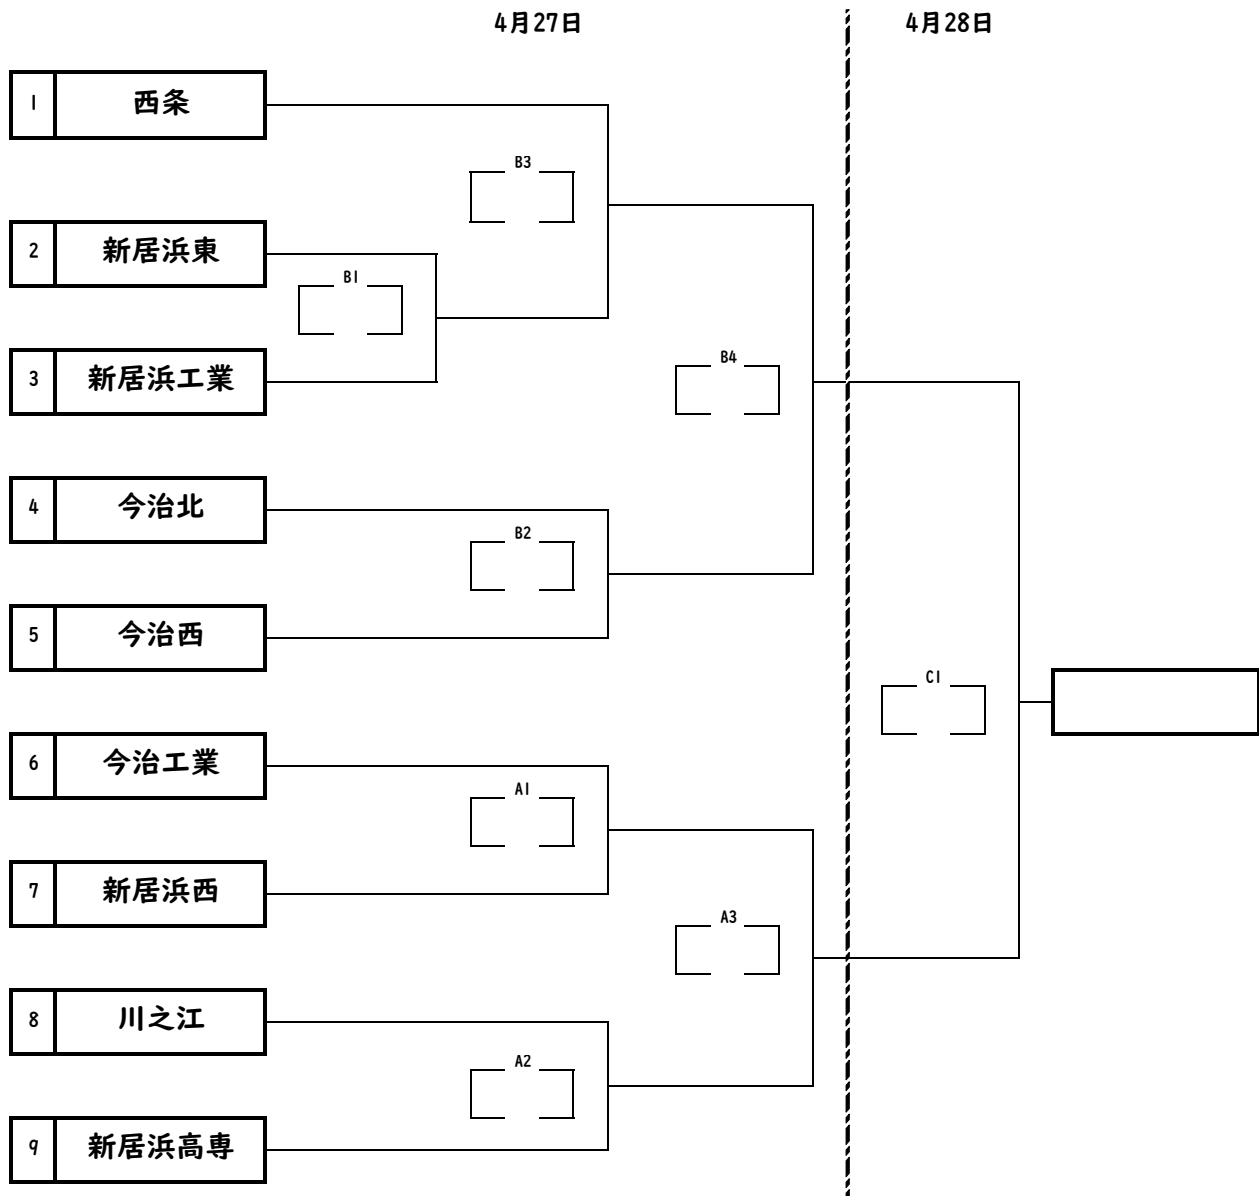 4月27日
4月28日
1 西条
B3
2 新居浜東
B1
3 新居浜工業
B4
4 今治北
B2
5 今治西
C1
6 今治工業
A1
7 新居浜西
A3
8 川之江
A2
9 新居浜高専